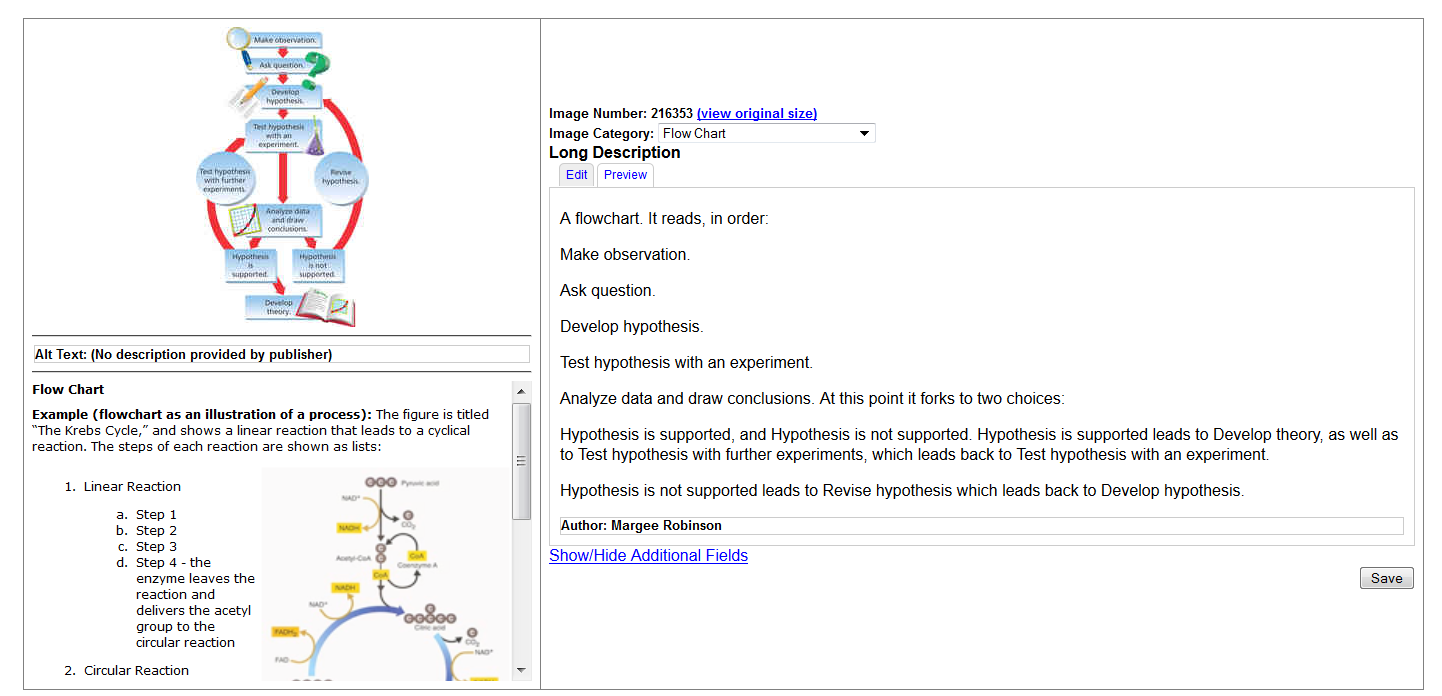 Make observation.
Ask question.
Develop
hypothesis.
Test hypothesis
with an
experiment.
Test hypothesis
with further
experiments.
Revise
hypothesis.
Analyze data
and draw
conclusions.
Hypothesis
is
supported.
Hypothesis
is not
supported.
Develop
theory.
Alt Text: (No description provided by publisher)
Flow Chart
Example (flowchart as an illustration of a process): The figure is titled
“The Krebs Cycle,” and shows a linear reaction that leads to a cyclical
reaction. The steps of each reaction are shown as lists:
1. Linear Reaction
a. Step 1
b. Step 2
c. Step 3
d. Step 4 - the
enzyme leaves the
reaction and
delivers the acetyl
group to the
circular reaction
2. Circular Reaction
C C C Pyruvic acid
NAD+
C
CO2
NADH
Acetyl-CoA
C
C
CoA
Coenzyme A
CoA
NADH
NAD+
C
C C C C C
Citric acid
FADH2
FAD
C
CO2
NAD+
Image Number: 216353 (view original size)
Image Category: Flow Chart
Long Description
Edit Preview
A flowchart. It reads, in order:
Make observation.
Ask question.
Develop hypothesis.
Test hypothesis with an experiment.
Analyze data and draw conclusions. At this point it forks to two choices:
Hypothesis is supported, and Hypothesis is not supported. Hypothesis is supported leads to Develop theory, as well as
to Test hypothesis with further experiments, which leads back to Test hypothesis with an experiment.
Hypothesis is not supported leads to Revise hypothesis which leads back to Develop hypothesis.
Author: Margee Robinson
Show/Hide Additional Fields
Save